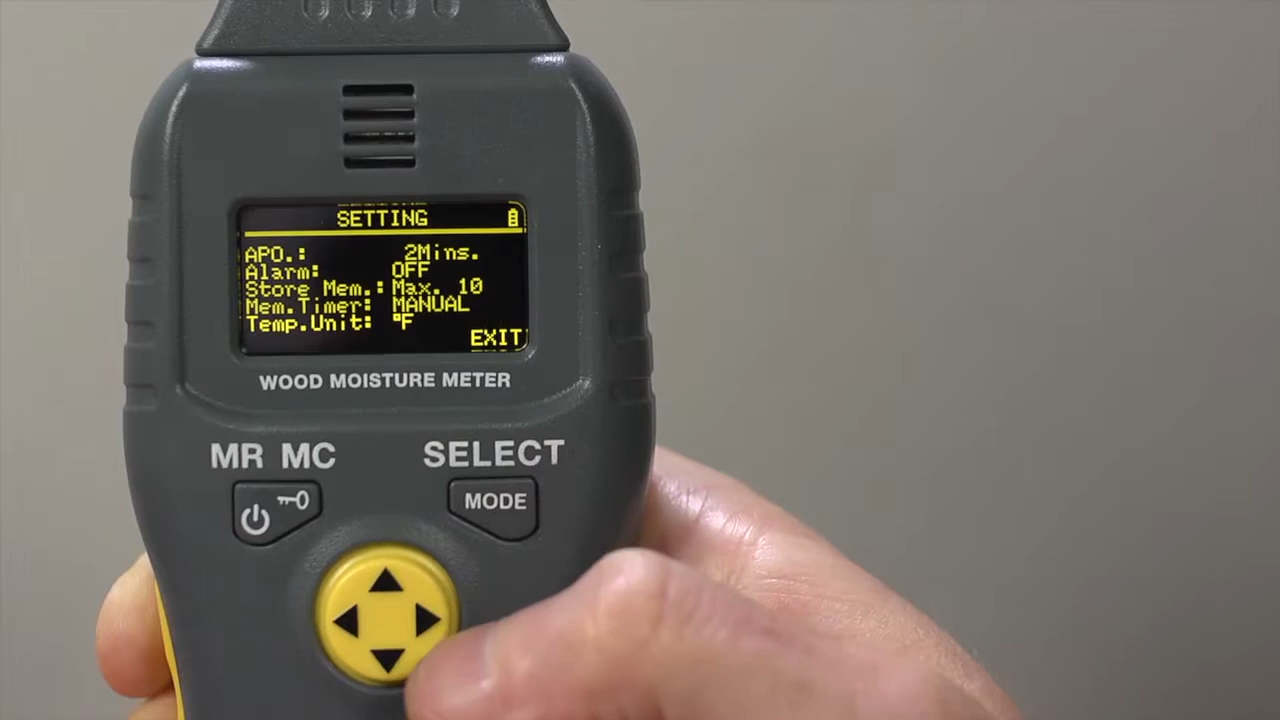 SETTING
APO.: 2Mins.
Alarm: OFF
Store Mem.: Max. 10
Mem.Timer: MANUAL
Temp.Unit: °F
EXIT
WOOD MOISTURE METER
MR MC SELECT
MODE